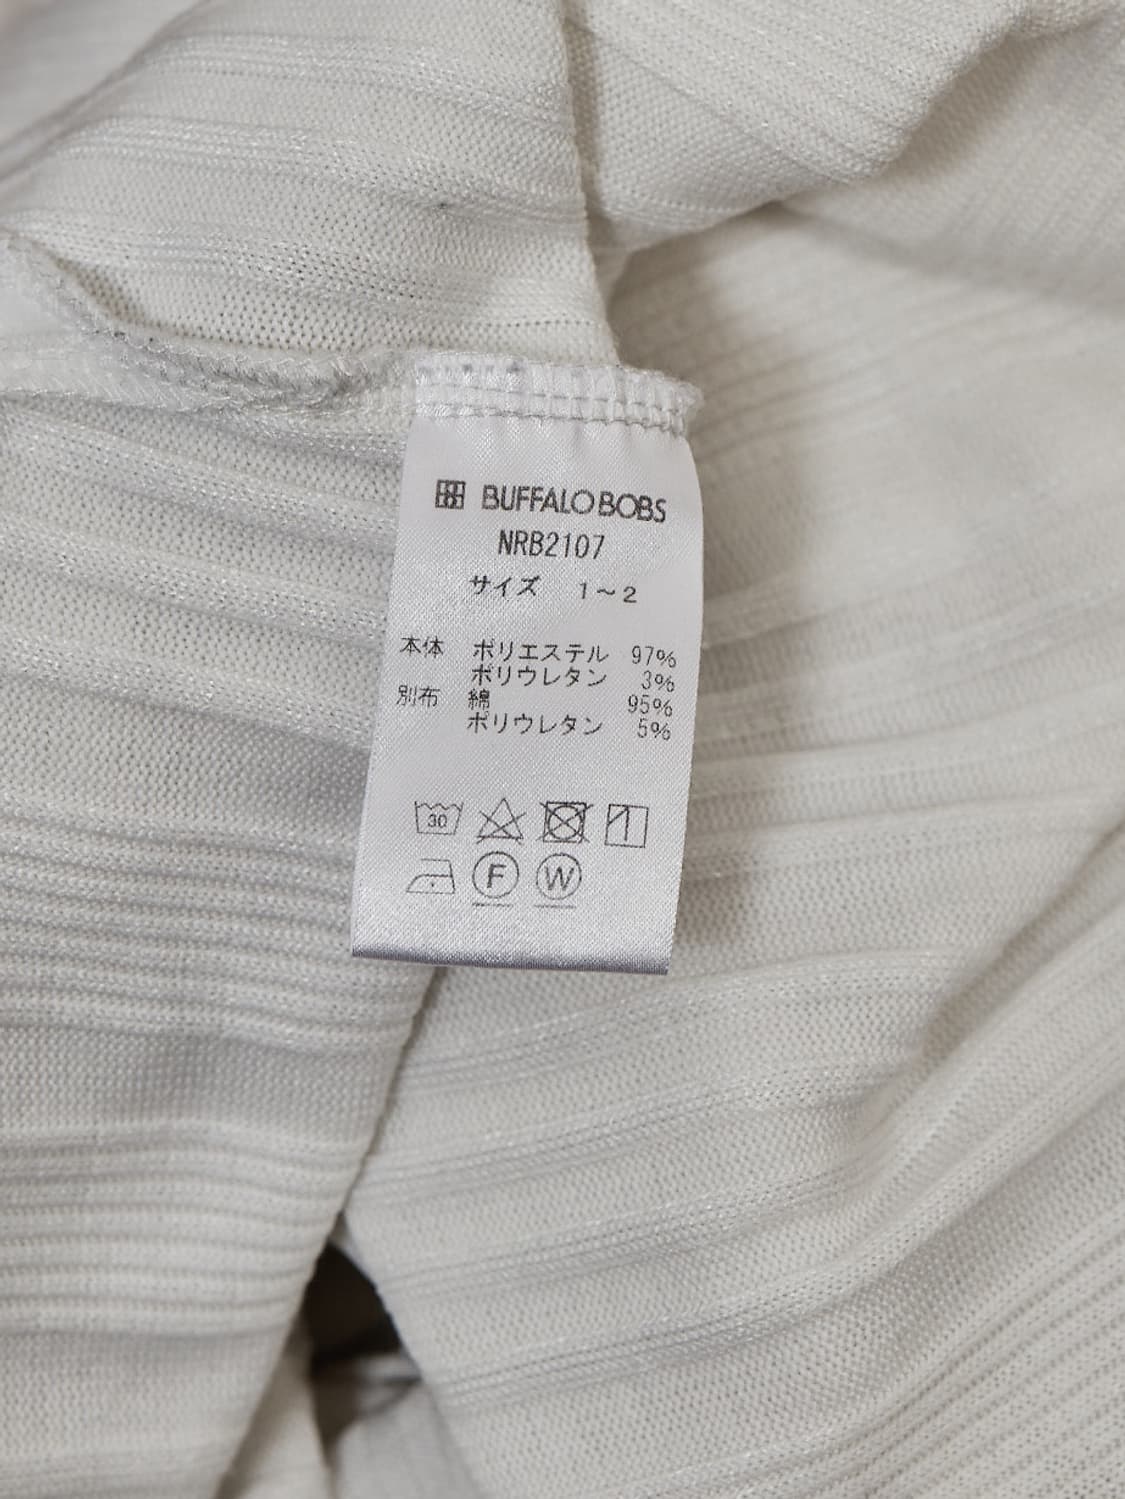 BUFFALO BOBS
NRB2107
サイズ 1～2
本体 ポリエステル 97%
ポリウレタン 3%
別布 綿 95%
ポリウレタン 5%
30
F W